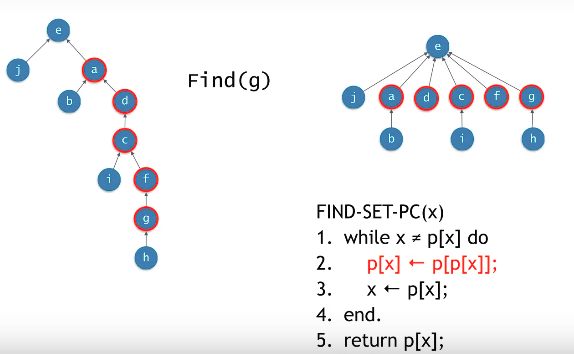 e
j
a
b
d
c
i
f
g
h
Find(g)
e
j
a
d
c
f
g
b
i
h
FIND-SET-PC(x)
1. while x ≠ p[x] do
2. p[x] ← p[p[x]];
3. x ← p[x];
4. end.
5. return p[x];